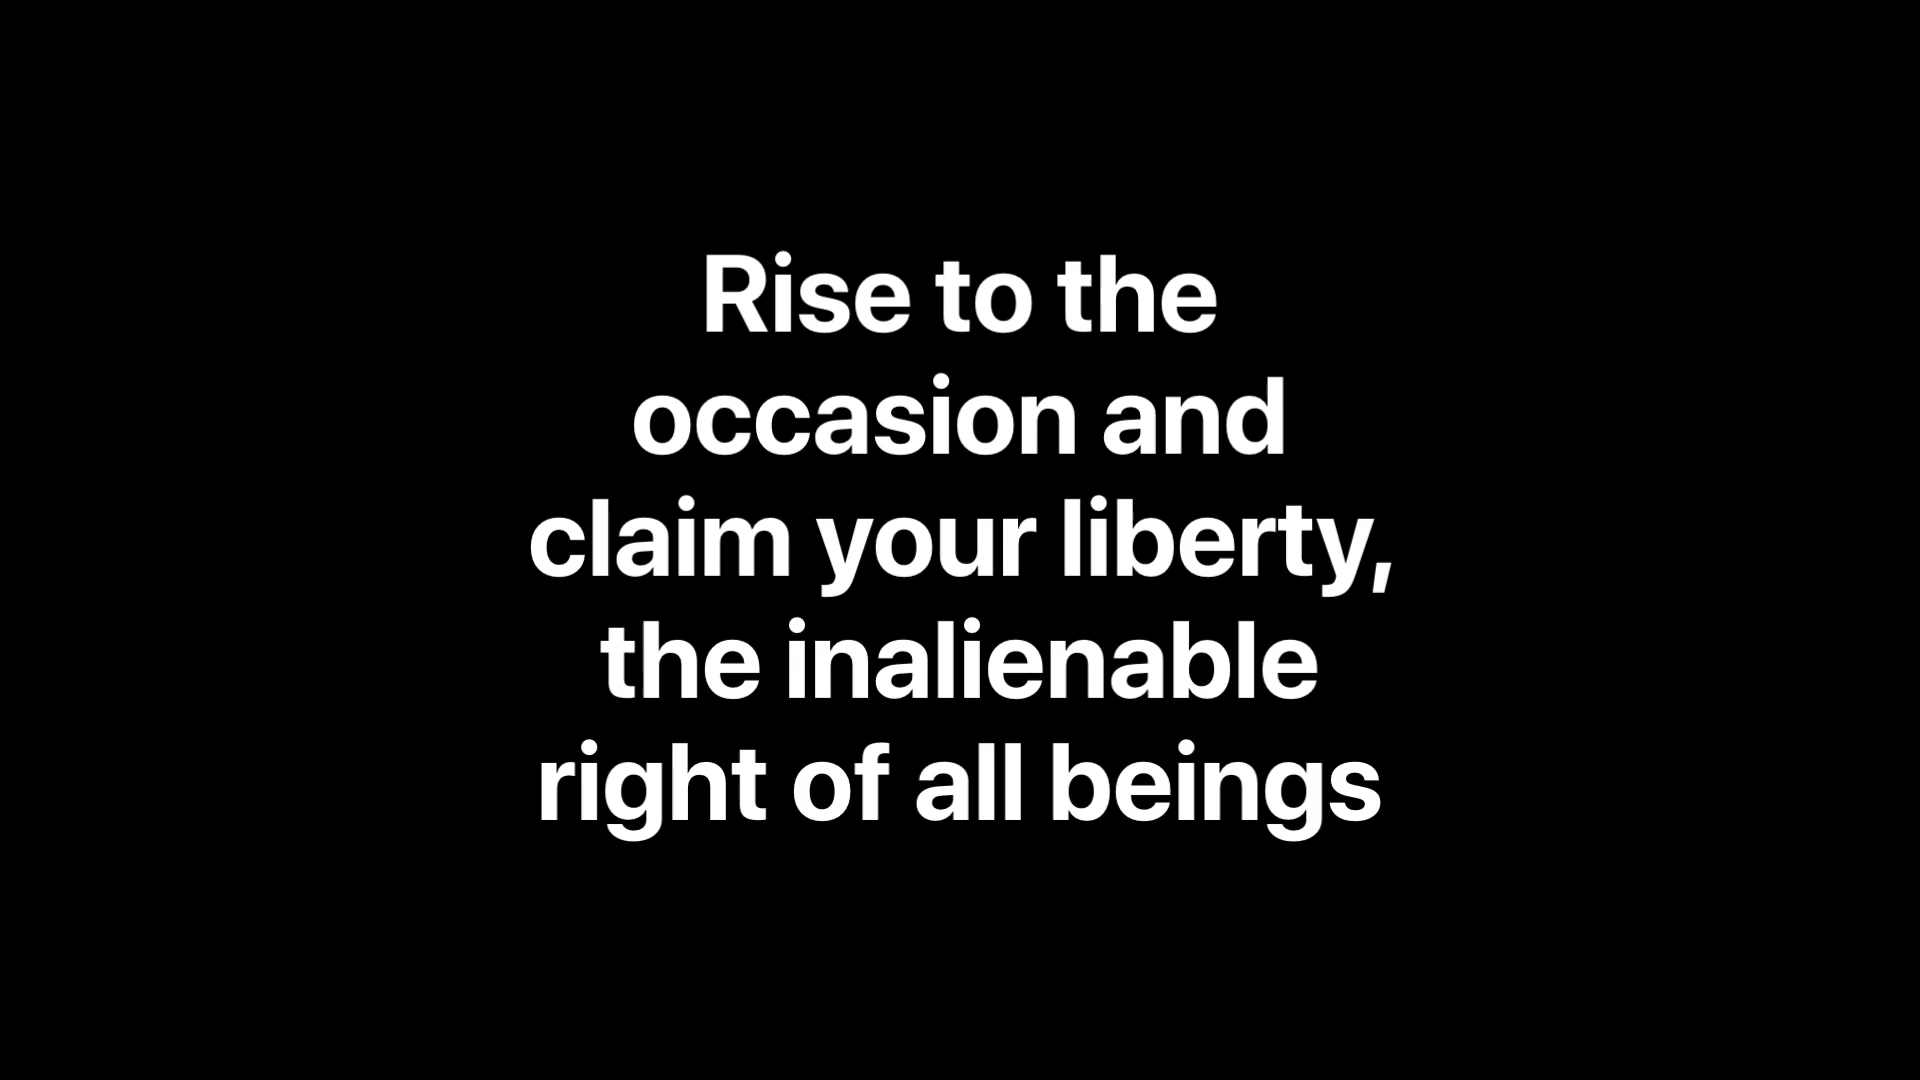 Rise to the
occasion and
claim your liberty,
the inalienable
right of all beings